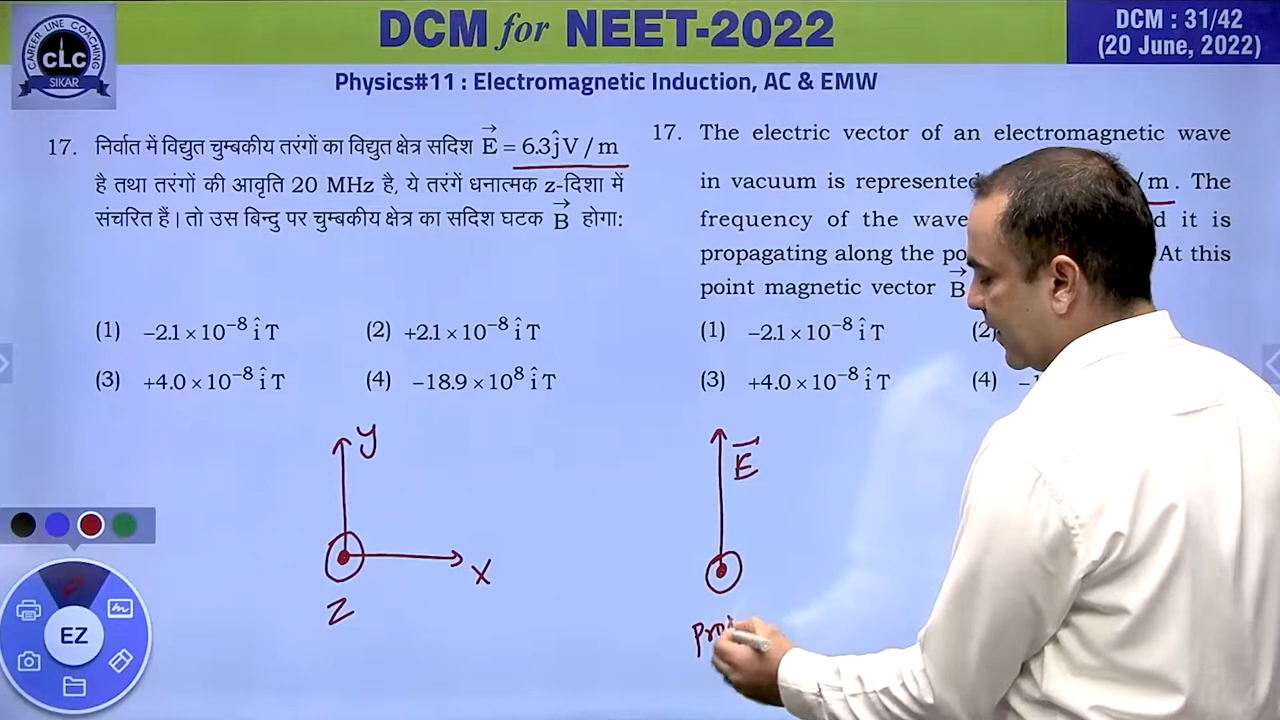 CAREER LINE COACHING
CLC
SIKAR
DCM for NEET-2022
DCM : 31/42
(20 June, 2022)
Physics#11 : Electromagnetic Induction, AC & EMW
17. निर्वात में विद्युत चुम्बकीय तरंगों का विद्युत क्षेत्र सदिश E⃗ = 6.3ĵ V / m
है तथा तरंगों की आवृति 20 MHz है, ये तरंगें धनात्मक z-दिशा में
संचरित हैं। तो उस बिन्दु पर चुम्बकीय क्षेत्र का सदिश घटक B⃗ होगा:
(1) −2.1 × 10⁻⁸ î T (2) +2.1 × 10⁻⁸ î T
(3) +4.0 × 10⁻⁸ î T (4) −18.9 × 10⁸ î T
17. The electric vector of an electromagnetic wave
in vacuum is represented /m. The
frequency of the wave it is
propagating along the At this
point magnetic vector B⃗
(1) −2.1 × 10⁻⁸ î T (2)
(3) +4.0 × 10⁻⁸ î T (4)
y
x
z
E⃗
EZ